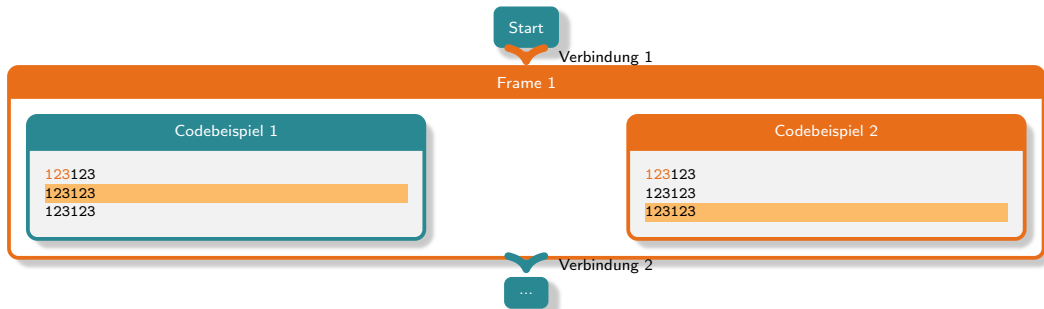 Start
Verbindung 1
Frame 1
Codebeispiel 1
123123
123123
123123
Codebeispiel 2
123123
123123
123123
Verbindung 2
...